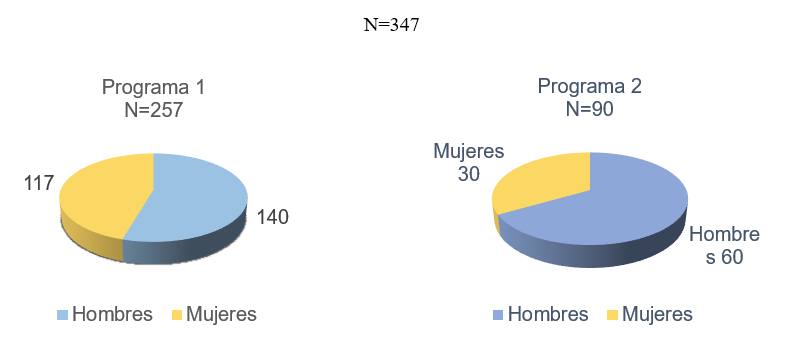 N=347
Programa 1
N=257
117
140
Hombres
Mujeres
Programa 2
N=90
Mujeres
30
Hombre
s 60
Hombres
Mujeres